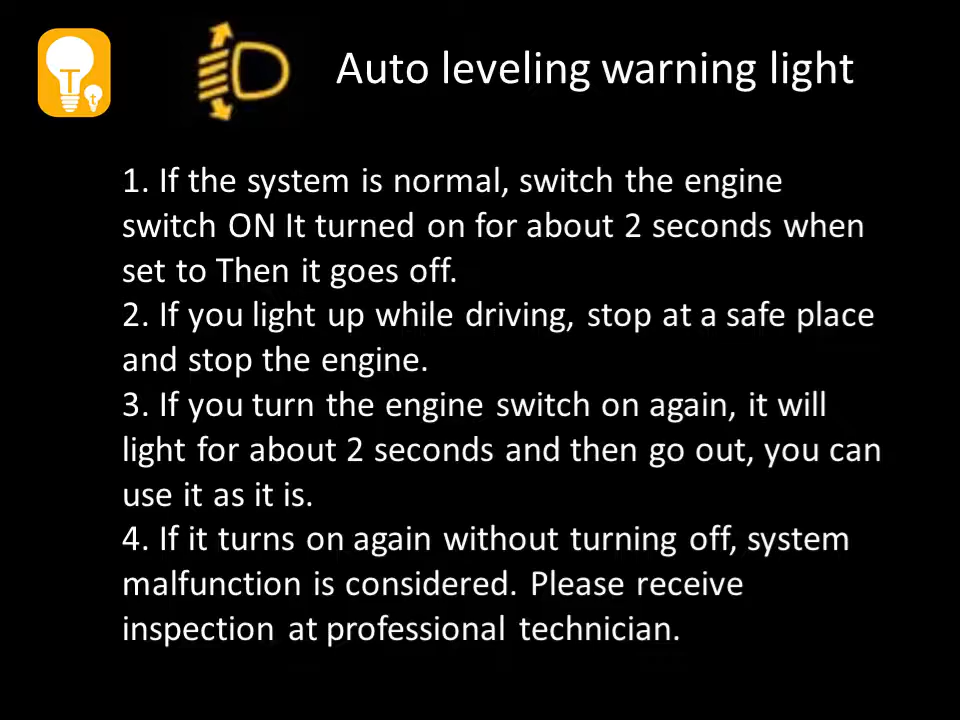 T t
Auto leveling warning light
1. If the system is normal, switch the engine
switch ON It turned on for about 2 seconds when
set to Then it goes off.
2. If you light up while driving, stop at a safe place
and stop the engine.
3. If you turn the engine switch on again, it will
light for about 2 seconds and then go out, you can
use it as it is.
4. If it turns on again without turning off, system
malfunction is considered. Please receive
inspection at professional technician.